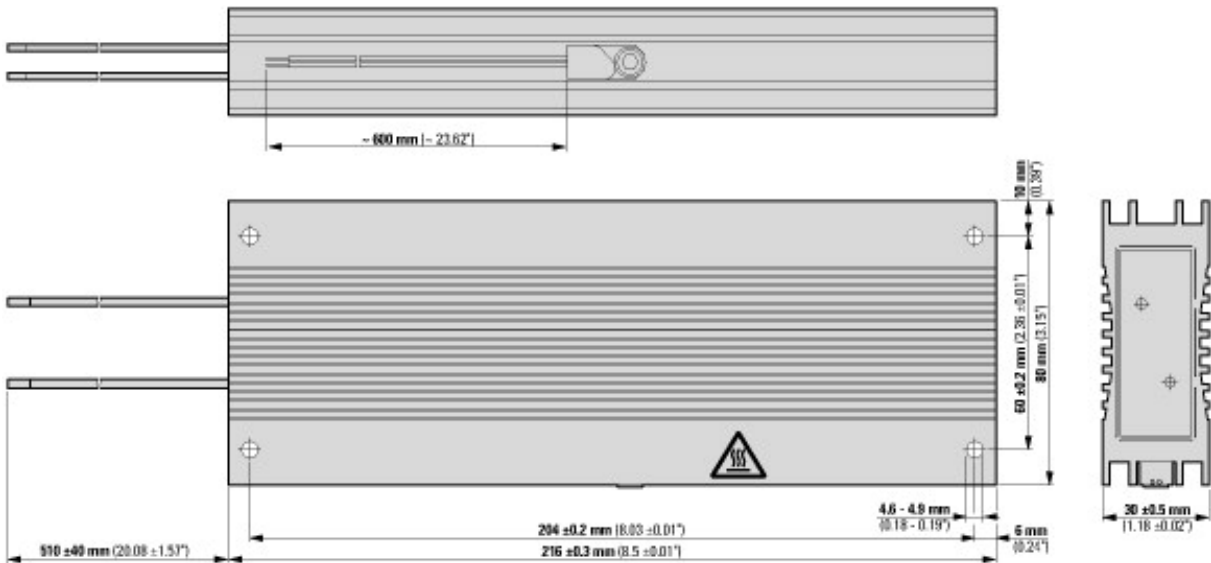 ~ 600 mm (~ 23.62")
10 mm
(0.39")
60 ±0.2 mm (2.36 ±0.01")
80 mm (3.15")
4.6 - 4.9 mm
(0.18 - 0.19")
30 ±0.5 mm
(1.18 ±0.02")
204 ±0.2 mm (8.03 ±0.01")
6 mm
(0.24")
510 ±40 mm (20.08 ±1.57")
216 ±0.3 mm (8.5 ±0.01")